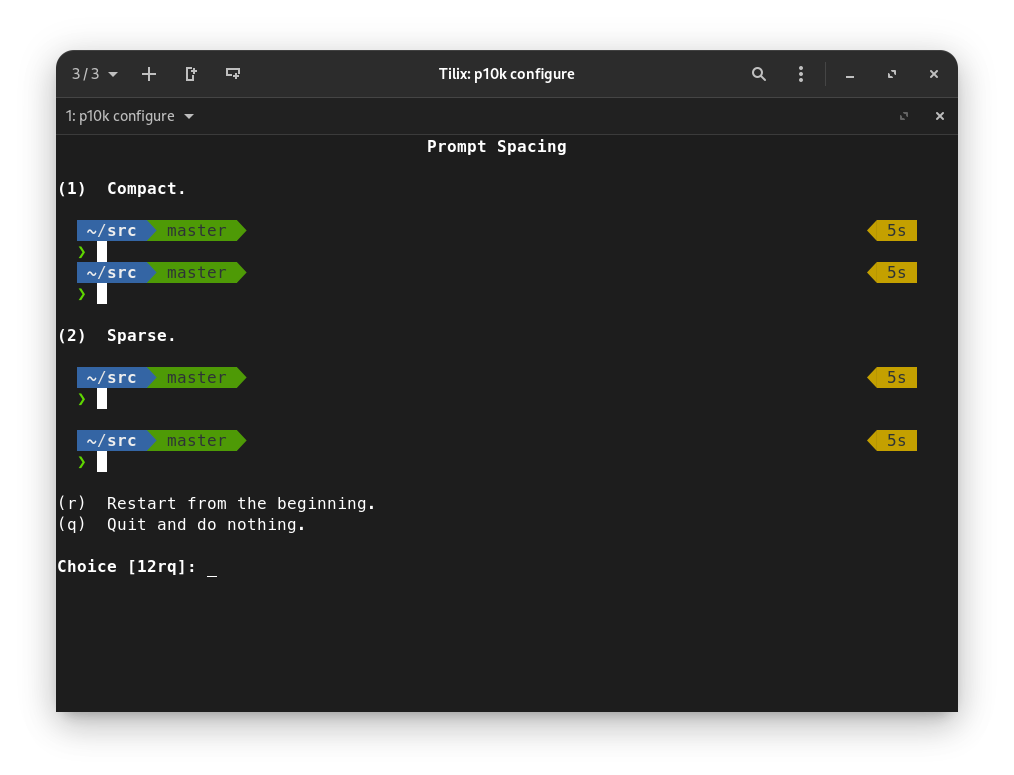 3 / 3
Tilix: p10k configure
1: p10k configure
Prompt Spacing
(1)  Compact.
~/src  master  5s
❯
~/src  master  5s
❯
(2)  Sparse.
~/src  master  5s
❯
~/src  master  5s
❯
(r)  Restart from the beginning.
(q)  Quit and do nothing.
Choice [12rq]: _